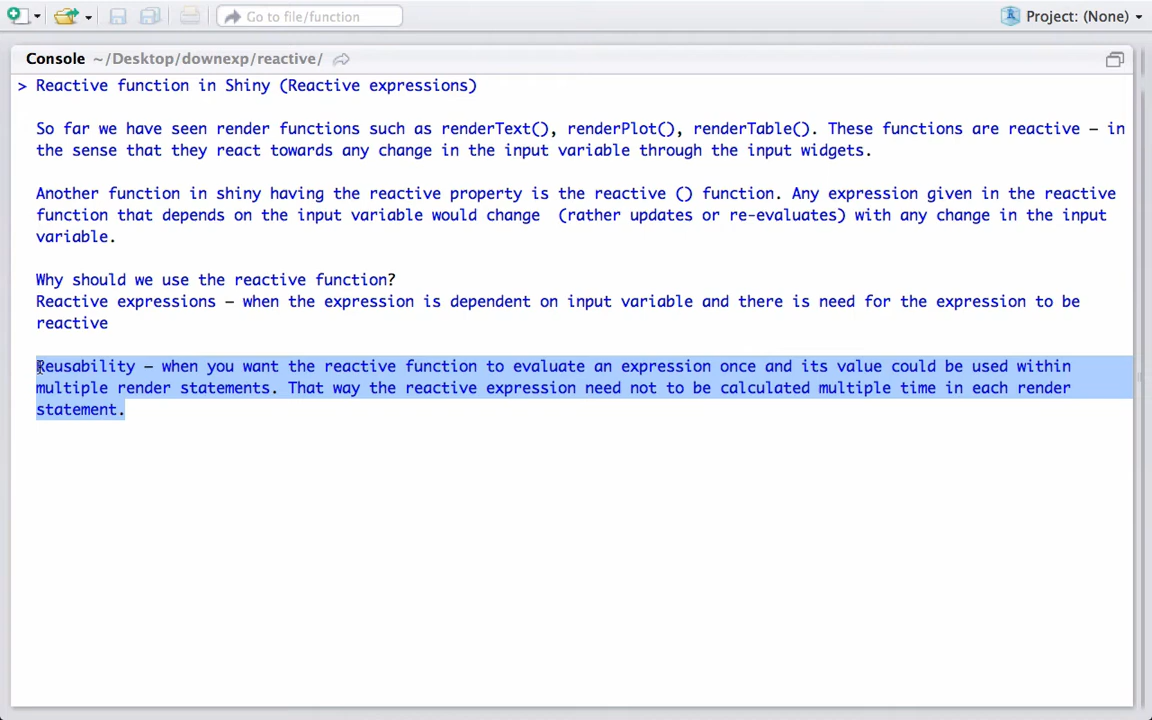 Go to file/function
Project: (None)
Console ~/Desktop/downexp/reactive/
> Reactive function in Shiny (Reactive expressions)
So far we have seen render functions such as renderText(), renderPlot(), renderTable(). These functions are reactive – in
the sense that they react towards any change in the input variable through the input widgets.
Another function in shiny having the reactive property is the reactive () function. Any expression given in the reactive
function that depends on the input variable would change  (rather updates or re-evaluates) with any change in the input
variable.
Why should we use the reactive function?
Reactive expressions – when the expression is dependent on input variable and there is need for the expression to be
reactive
Reusability – when you want the reactive function to evaluate an expression once and its value could be used within
multiple render statements. That way the reactive expression need not to be calculated multiple time in each render
statement.